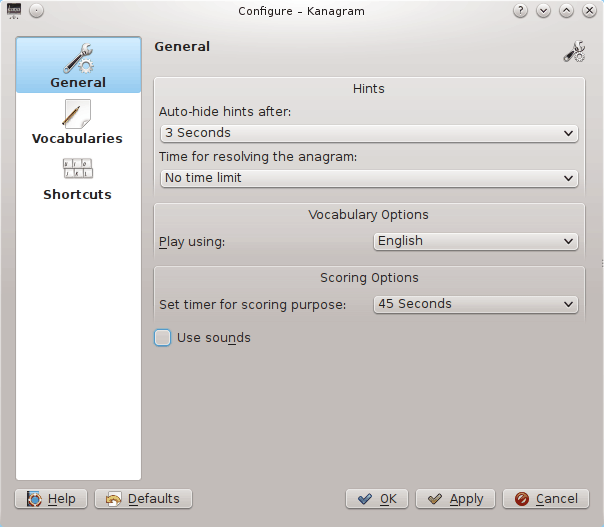 Configure – Kanagram
General
Vocabularies
Shortcuts
General
Hints
Auto-hide hints after:
3 Seconds
Time for resolving the anagram:
No time limit
Vocabulary Options
Play using:
English
Scoring Options
Set timer for scoring purpose:
45 Seconds
Use sounds
Help
Defaults
OK
Apply
Cancel